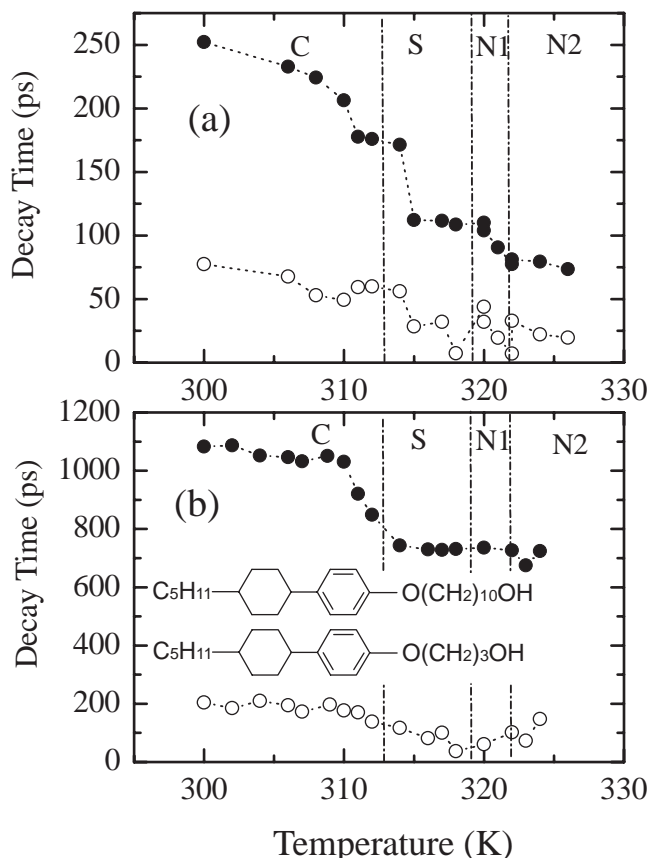 250
200
150
100
50
0
Decay Time (ps)
C
S
N1
N2
(a)
300
310
320
330
1200
1000
800
600
400
200
0
Decay Time (ps)
C
S
N1
N2
(b)
C5H11
O(CH2)10OH
C5H11
O(CH2)3OH
300
310
320
330
Temperature (K)